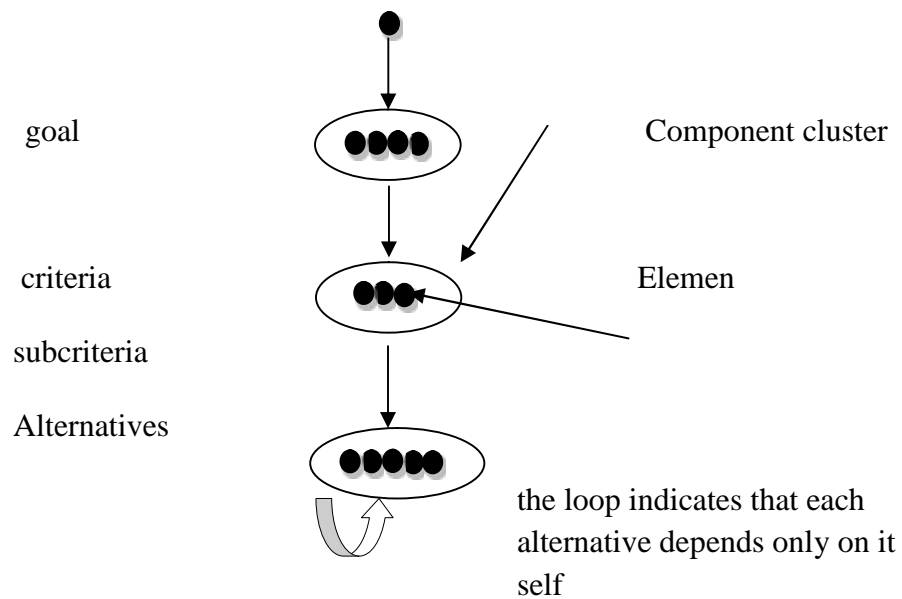 goal
Component cluster
criteria
Elemen
subcriteria
Alternatives
the loop indicates that each
alternative depends only on it
self